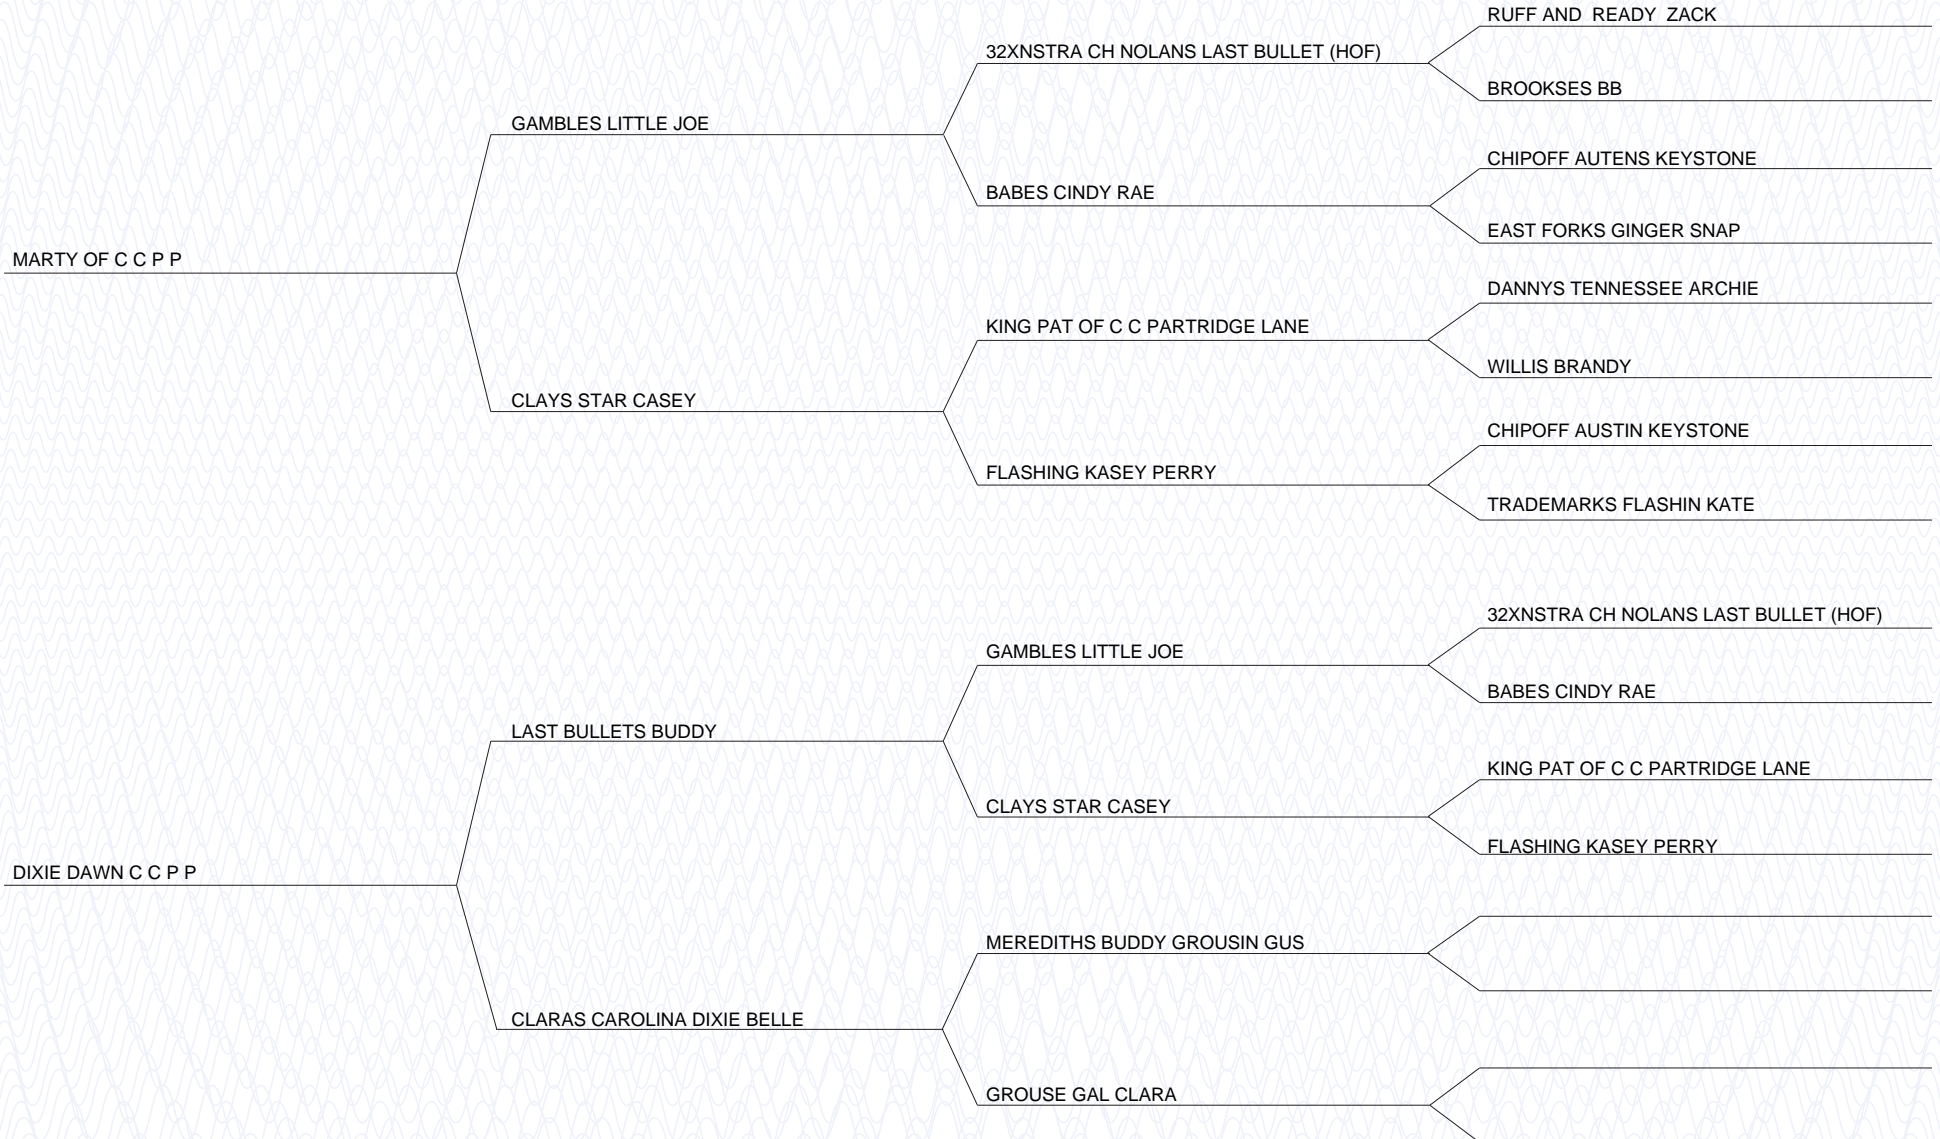 RUFF AND  READY  ZACK
32XNSTRA CH NOLANS LAST BULLET (HOF)
BROOKSES BB
GAMBLES LITTLE JOE
CHIPOFF AUTENS KEYSTONE
BABES CINDY RAE
EAST FORKS GINGER SNAP
MARTY OF C C P P
DANNYS TENNESSEE ARCHIE
KING PAT OF C C PARTRIDGE LANE
WILLIS BRANDY
CLAYS STAR CASEY
CHIPOFF AUSTIN KEYSTONE
FLASHING KASEY PERRY
TRADEMARKS FLASHIN KATE
32XNSTRA CH NOLANS LAST BULLET (HOF)
GAMBLES LITTLE JOE
BABES CINDY RAE
LAST BULLETS BUDDY
KING PAT OF C C PARTRIDGE LANE
CLAYS STAR CASEY
FLASHING KASEY PERRY
DIXIE DAWN C C P P
MEREDITHS BUDDY GROUSIN GUS
CLARAS CAROLINA DIXIE BELLE
GROUSE GAL CLARA